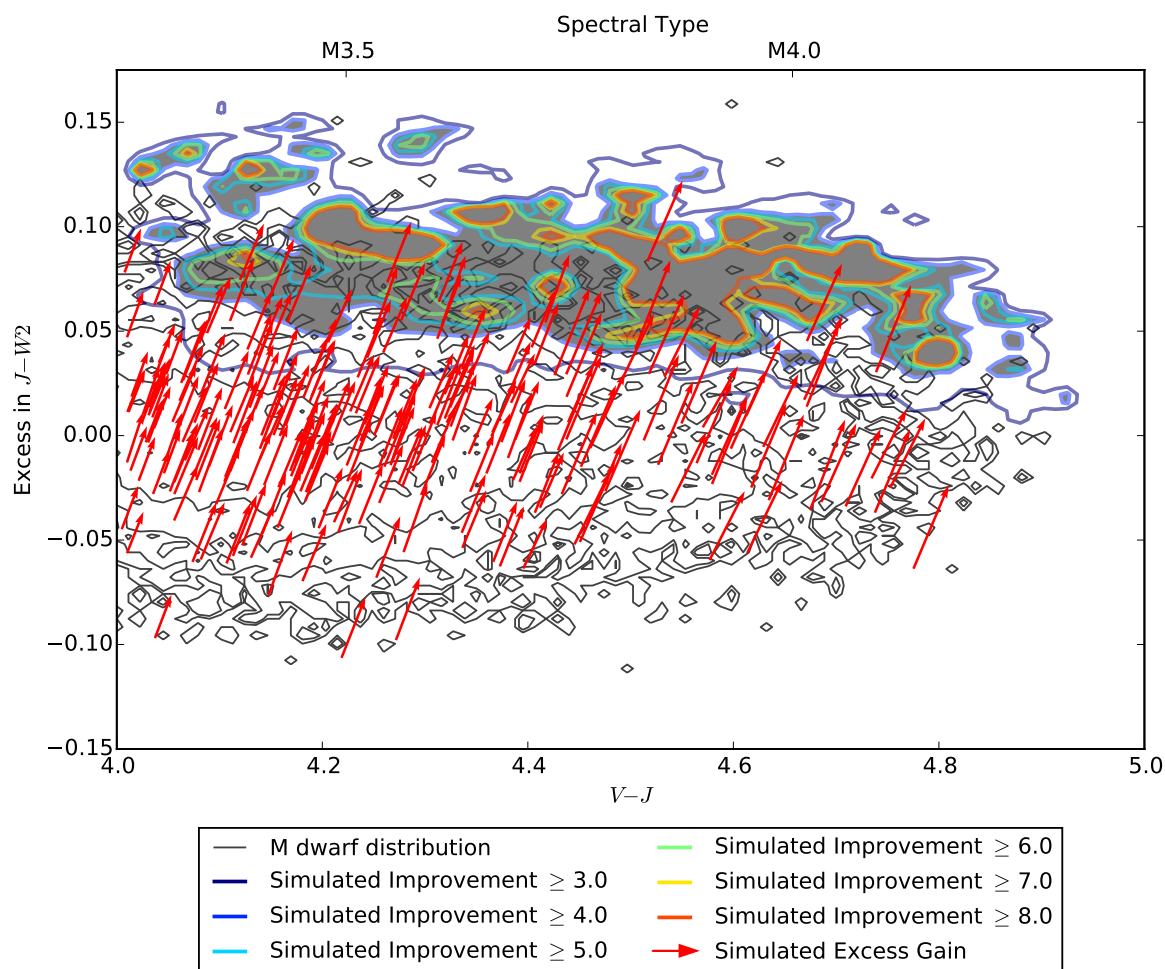 Spectral Type
M3.5 M4.0
Excess in J−W2
0.15
0.10
0.05
0.00
−0.05
−0.10
−0.15
4.0 4.2 4.4 4.6 4.8 5.0
V−J
M dwarf distribution
Simulated Improvement ≥ 3.0
Simulated Improvement ≥ 4.0
Simulated Improvement ≥ 5.0
Simulated Improvement ≥ 6.0
Simulated Improvement ≥ 7.0
Simulated Improvement ≥ 8.0
Simulated Excess Gain